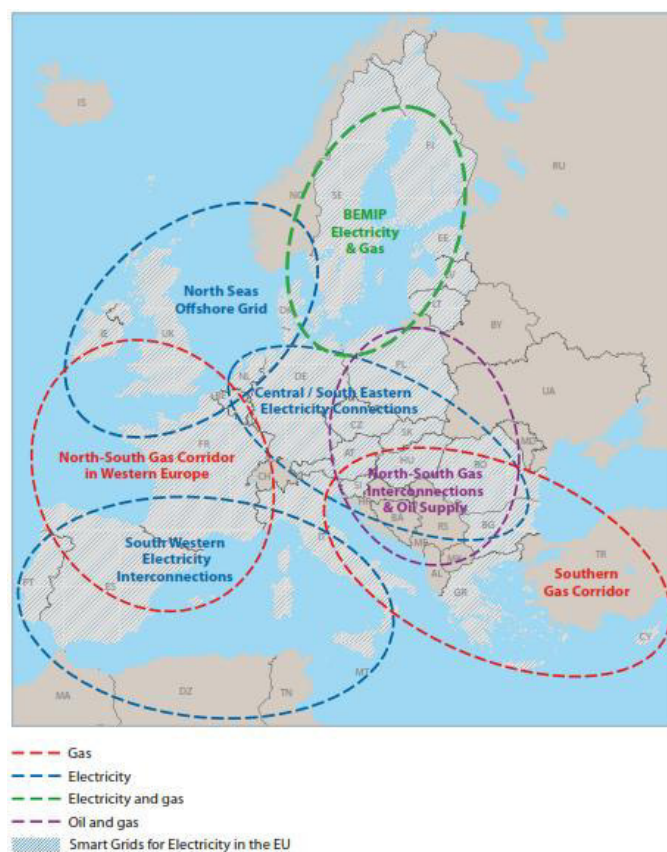 IS
RU
NO
SE
FI
BEMIP
Electricity
& Gas
EE
LV
LT
North Seas
Offshore Grid
DK
IE
UK
BY
NL
DE
PL
UA
BE
Central / South Eastern
Electricity Connections
CZ
SK
FR
AT
HU
MD
North-South Gas Corridor
in Western Europe
CH
North-South Gas
Interconnections
& Oil Supply
RO
SI
HR
BA
RS
BG
South Western
Electricity
Interconnections
IT
ME
MK
AL
TR
Southern
Gas Corridor
PT
ES
GR
CY
MT
MA
DZ
TN
Gas
Electricity
Electricity and gas
Oil and gas
Smart Grids for Electricity in the EU